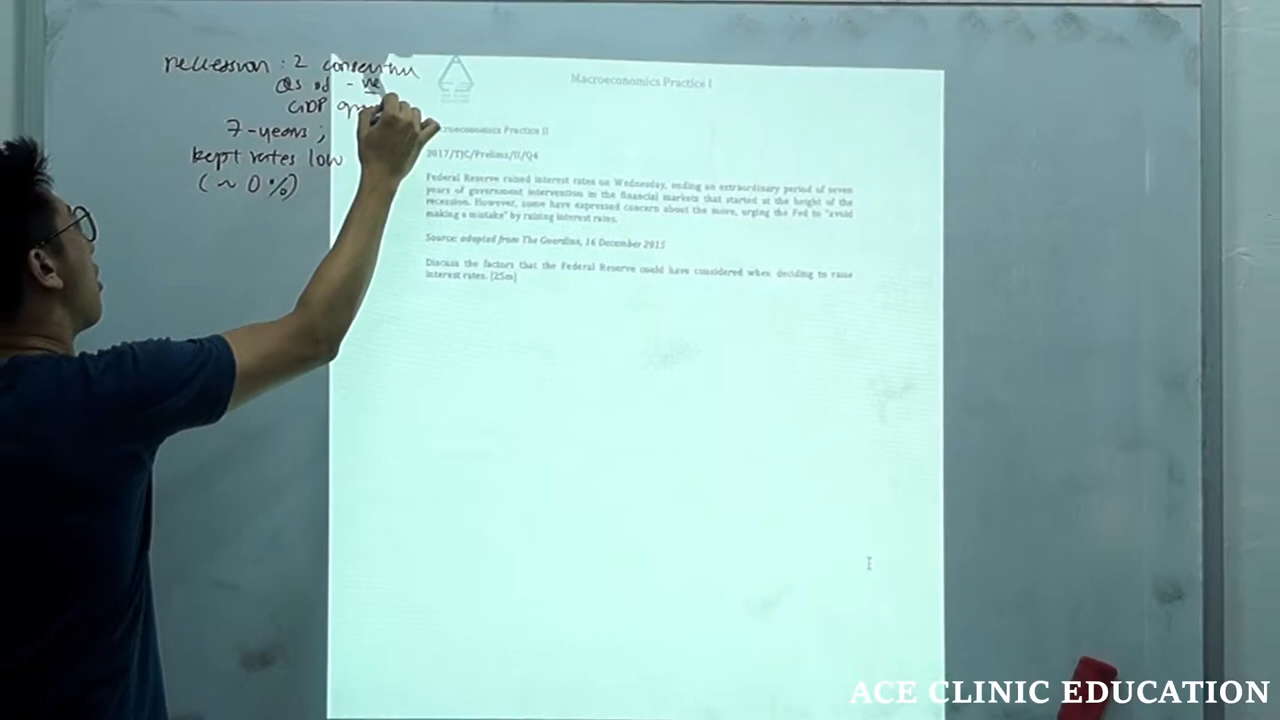 recession : 2 consecutive
Qs of - ve
GDP
7-years ;
kept rates low
(~ 0%)
Macroeconomics Practice I
Macroeconomics Practice II
2017/TJC/Prelims/II/Q4
Federal Reserve raised interest rates on Wednesday, ending an extraordinary period of seven
years of government intervention in the financial markets that started at the height of the
recession. However, some have expressed concern about the move, urging the Fed to "avoid
making a mistake" by raising interest rates.
Source: adapted from The Guardian, 16 December 2015
Discuss the factors that the Federal Reserve could have considered when deciding to raise
interest rates. [25m]
ACE CLINIC EDUCATION